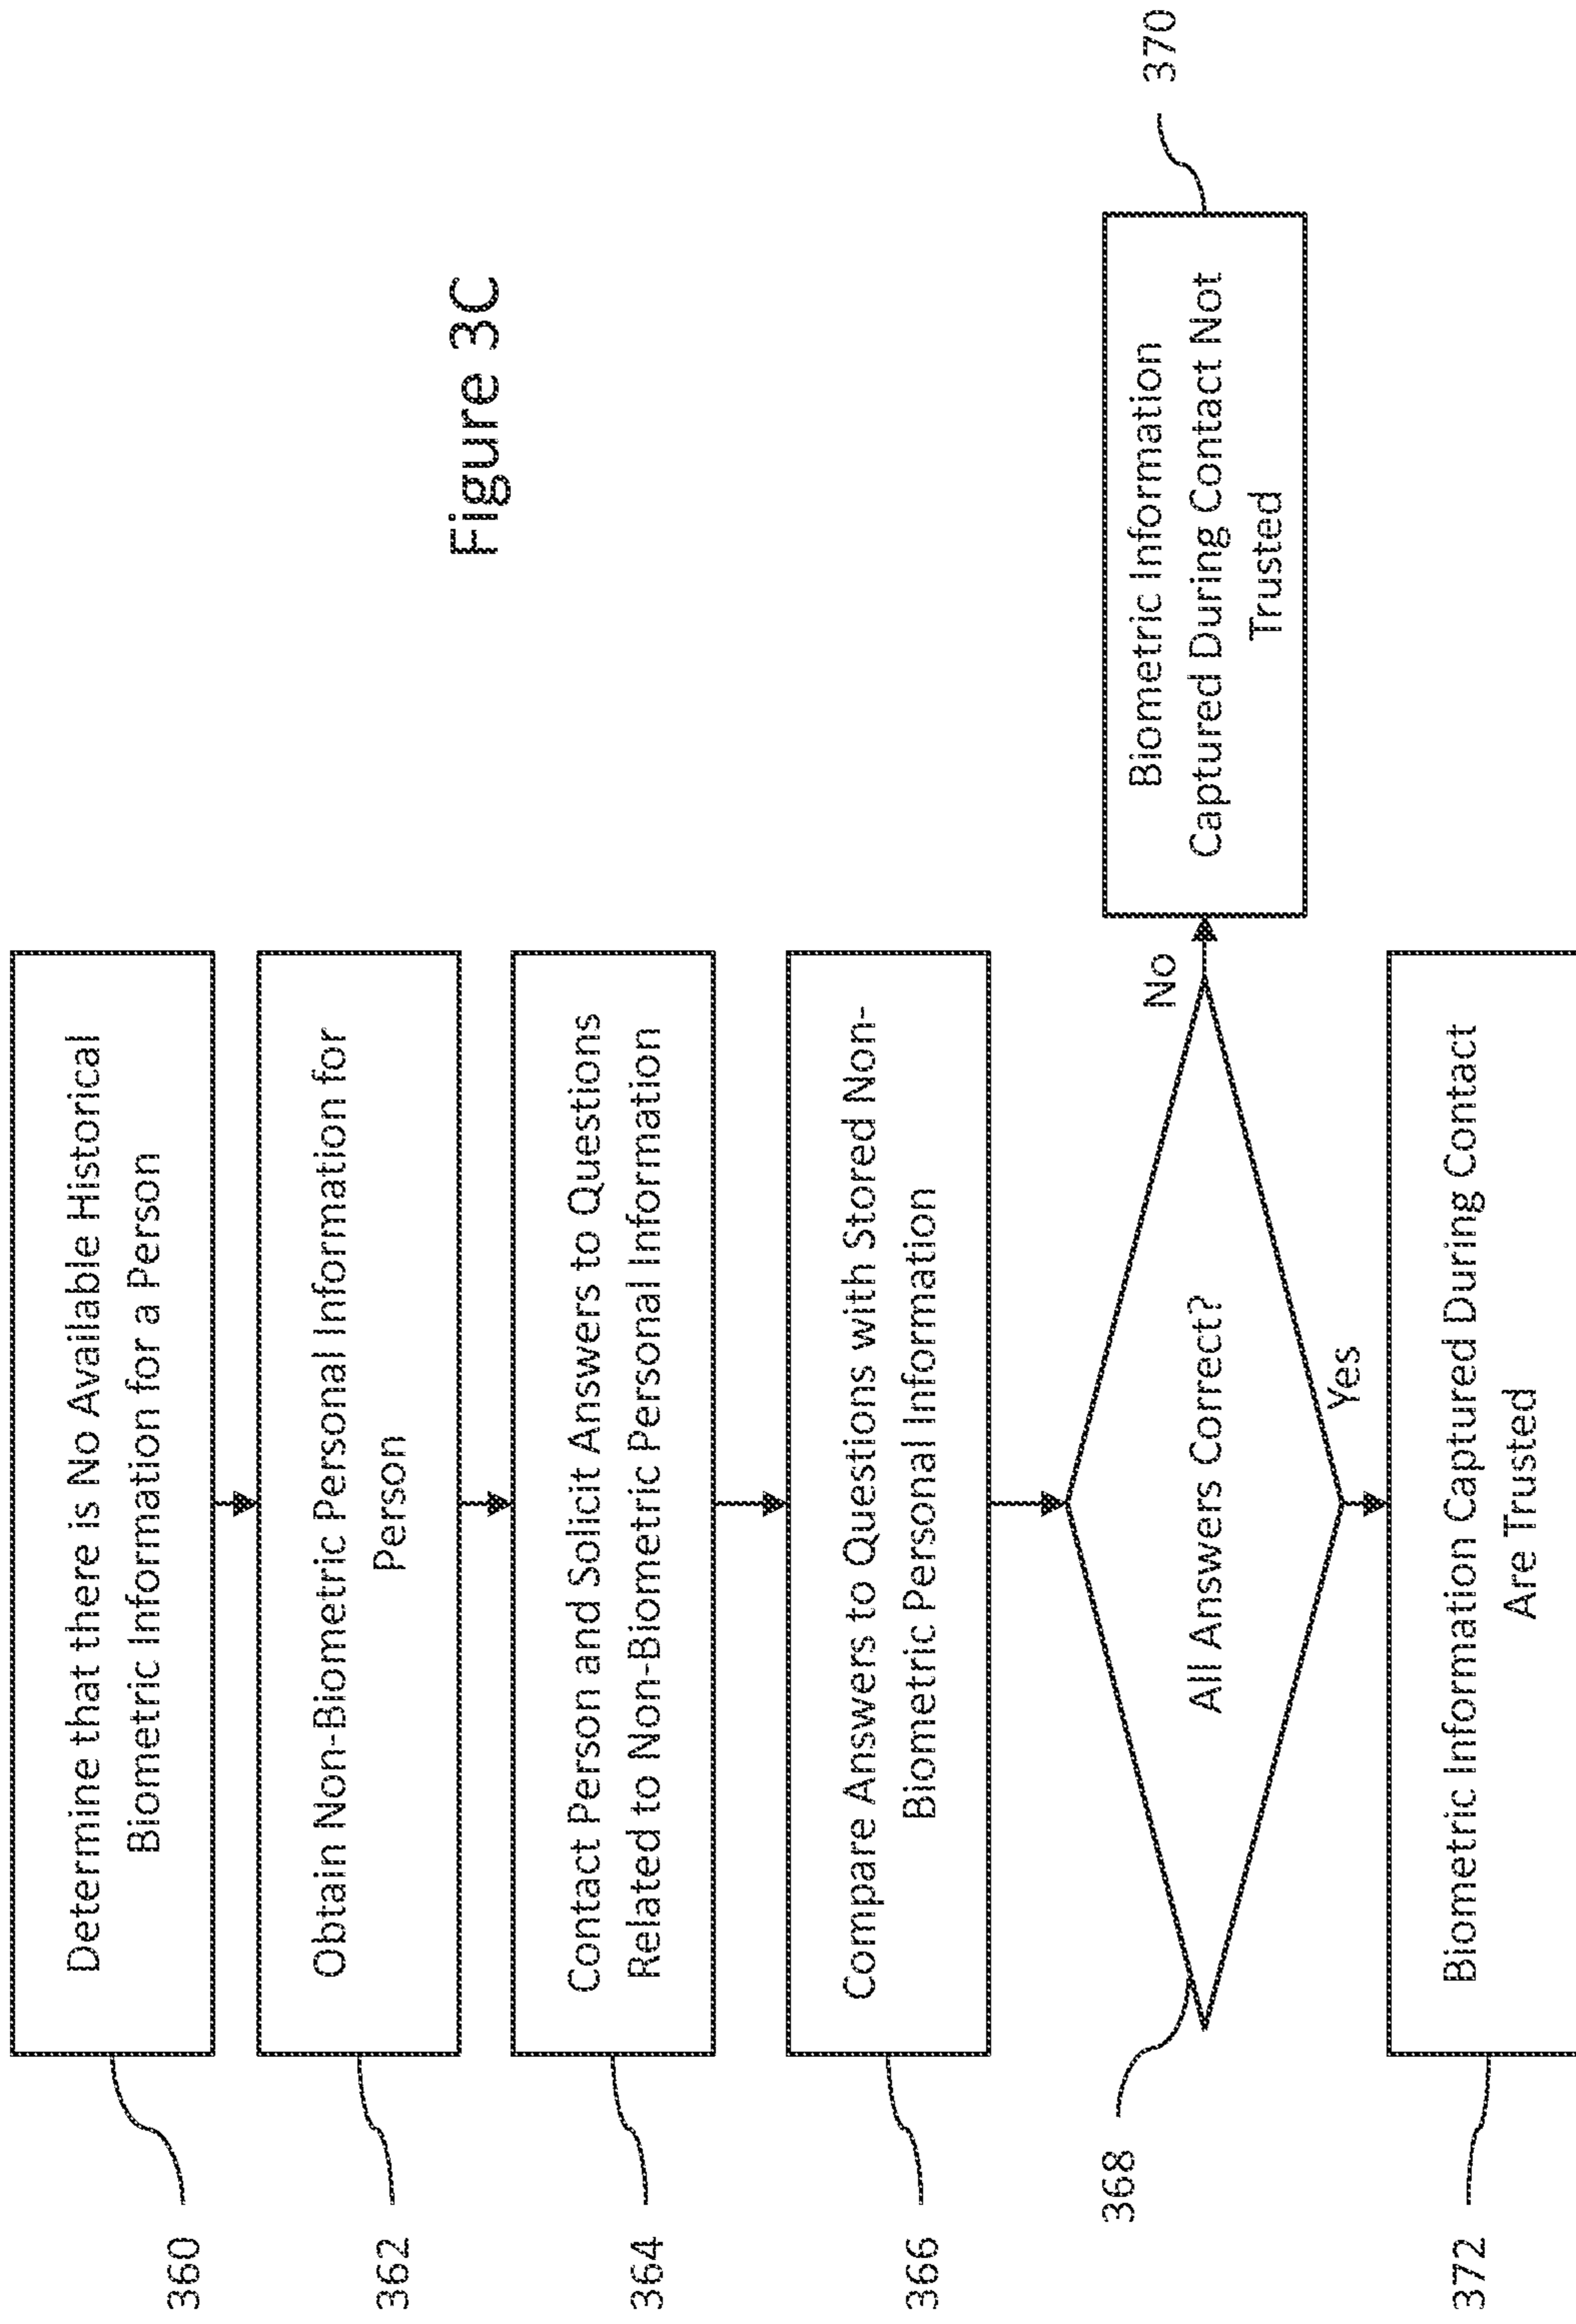 360
Determine that there is No Available Historical
Biometric Information for a Person
362
Obtain Non-Biometric Personal Information for
Person
364
Contact Person and Solicit Answers to Questions
Related to Non-Biometric Personal Information
366
Compare Answers to Questions with Stored Non-
Biometric Personal Information
368
All Answers Correct?
No
Yes
Biometric Information
Captured During Contact Not
Trusted
370
372
Biometric Information Captured During Contact
Are Trusted
Figure 3C